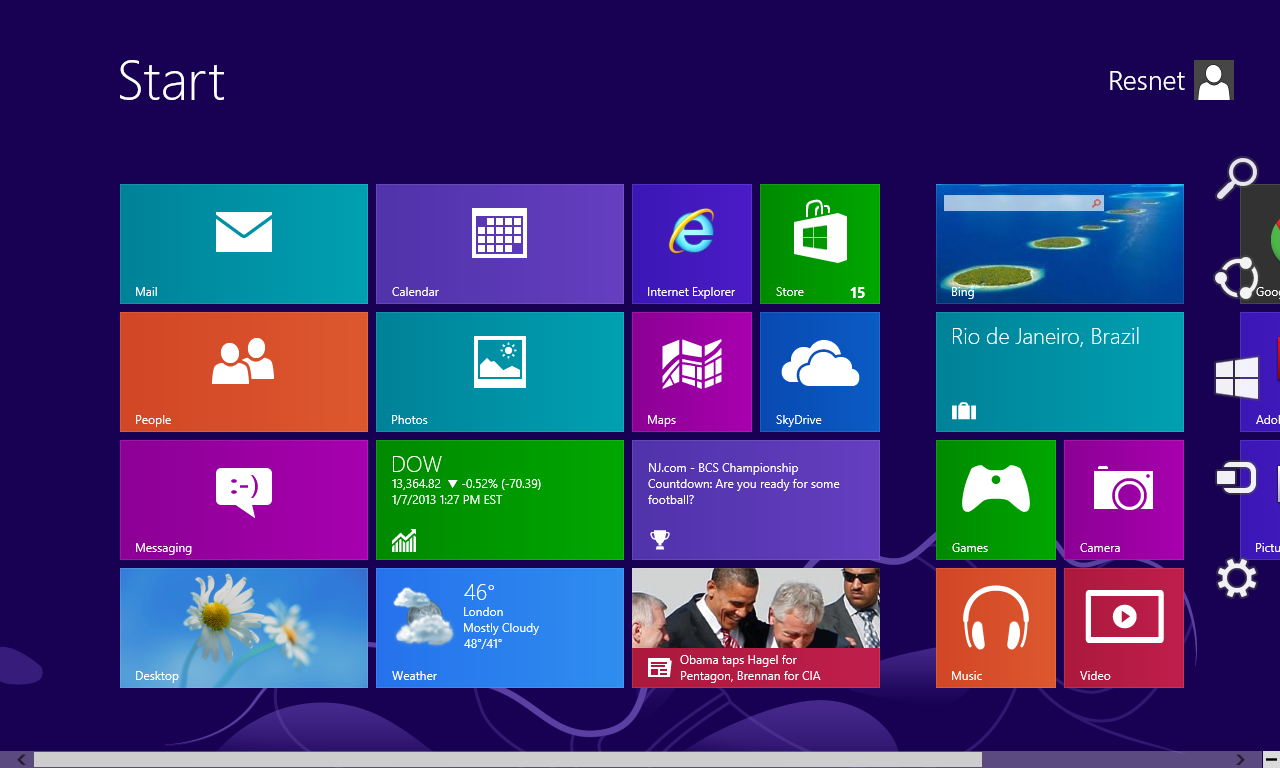 Start
Resnet
Mail
Calendar
Internet Explorer
Store
15
Bing
Goog
People
Photos
Maps
SkyDrive
Rio de Janeiro, Brazil
Adol
Messaging
DOW
13,364.82 ▼ -0.52% (-70.39)
1/7/2013 1:27 PM EST
NJ.com - BCS Championship
Countdown: Are you ready for some
football?
Games
Camera
Pictu
Desktop
46°
London
Mostly Cloudy
48°/41°
Weather
Obama taps Hagel for
Pentagon, Brennan for CIA
Music
Video